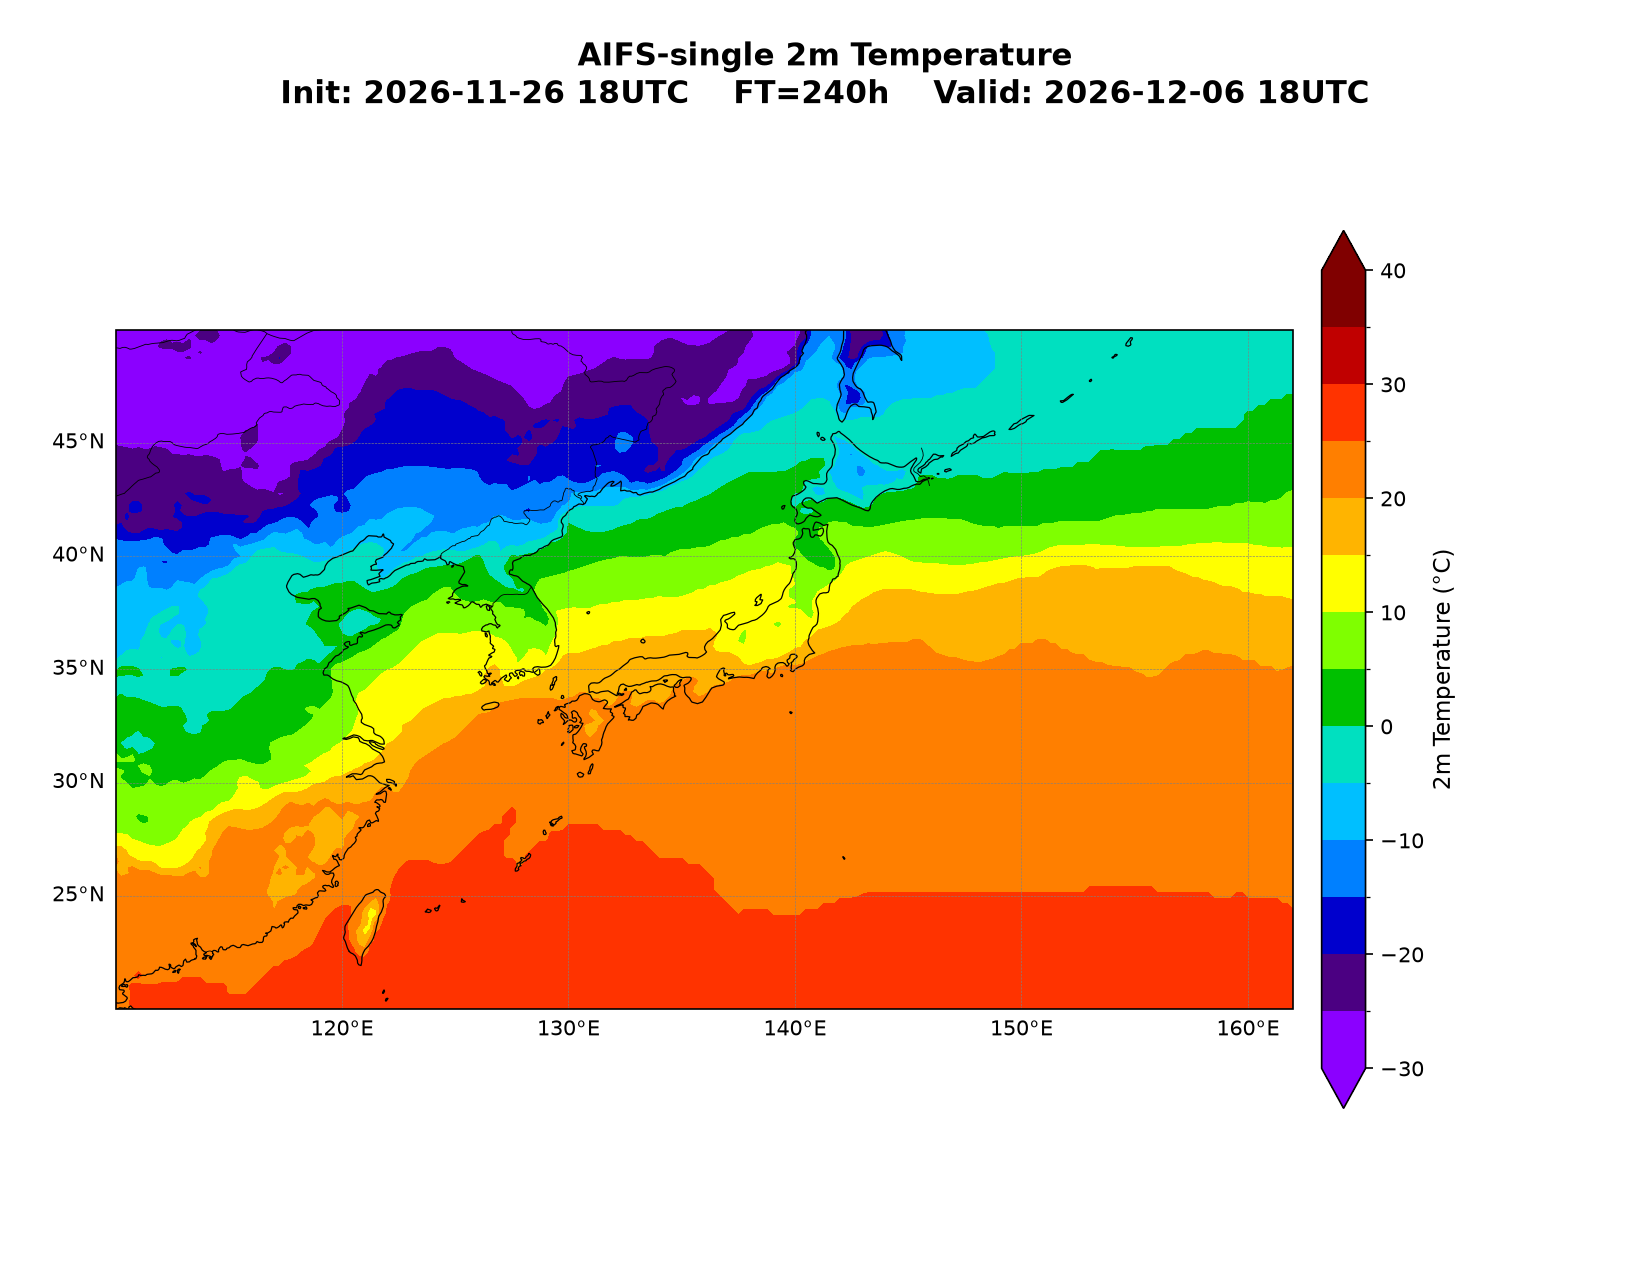 AIFS-single 2m Temperature
Init: 2026-11-26 18UTC    FT=240h    Valid: 2026-12-06 18UTC
40
30
20
10
0
−10
−20
−30
2m Temperature (°C)
45°N
40°N
35°N
30°N
25°N
120°E
130°E
140°E
150°E
160°E